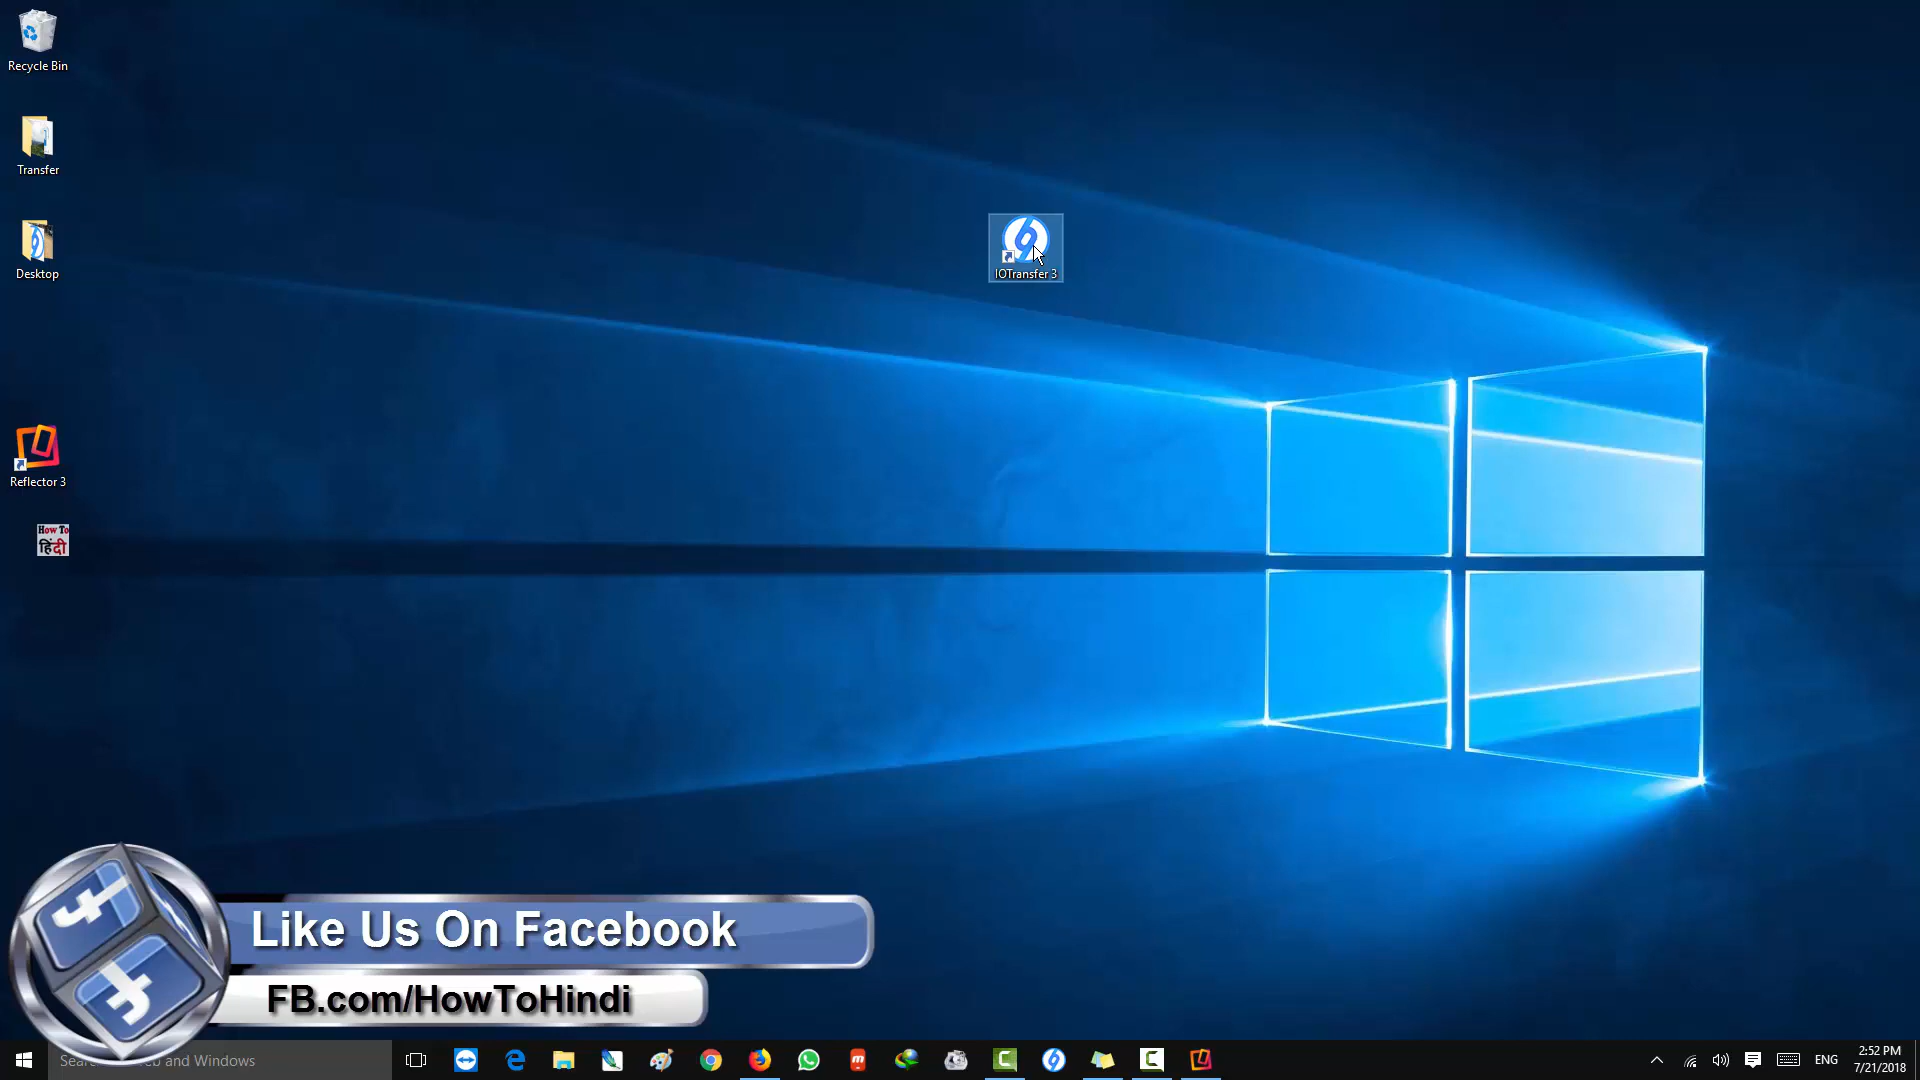 Recycle Bin
Transfer
Desktop
IOTransfer 3
Reflector 3
How To
हिंदी
Like Us On Facebook
FB.com/HowToHindi
and Windows
ENG
2:52 PM
7/21/2018